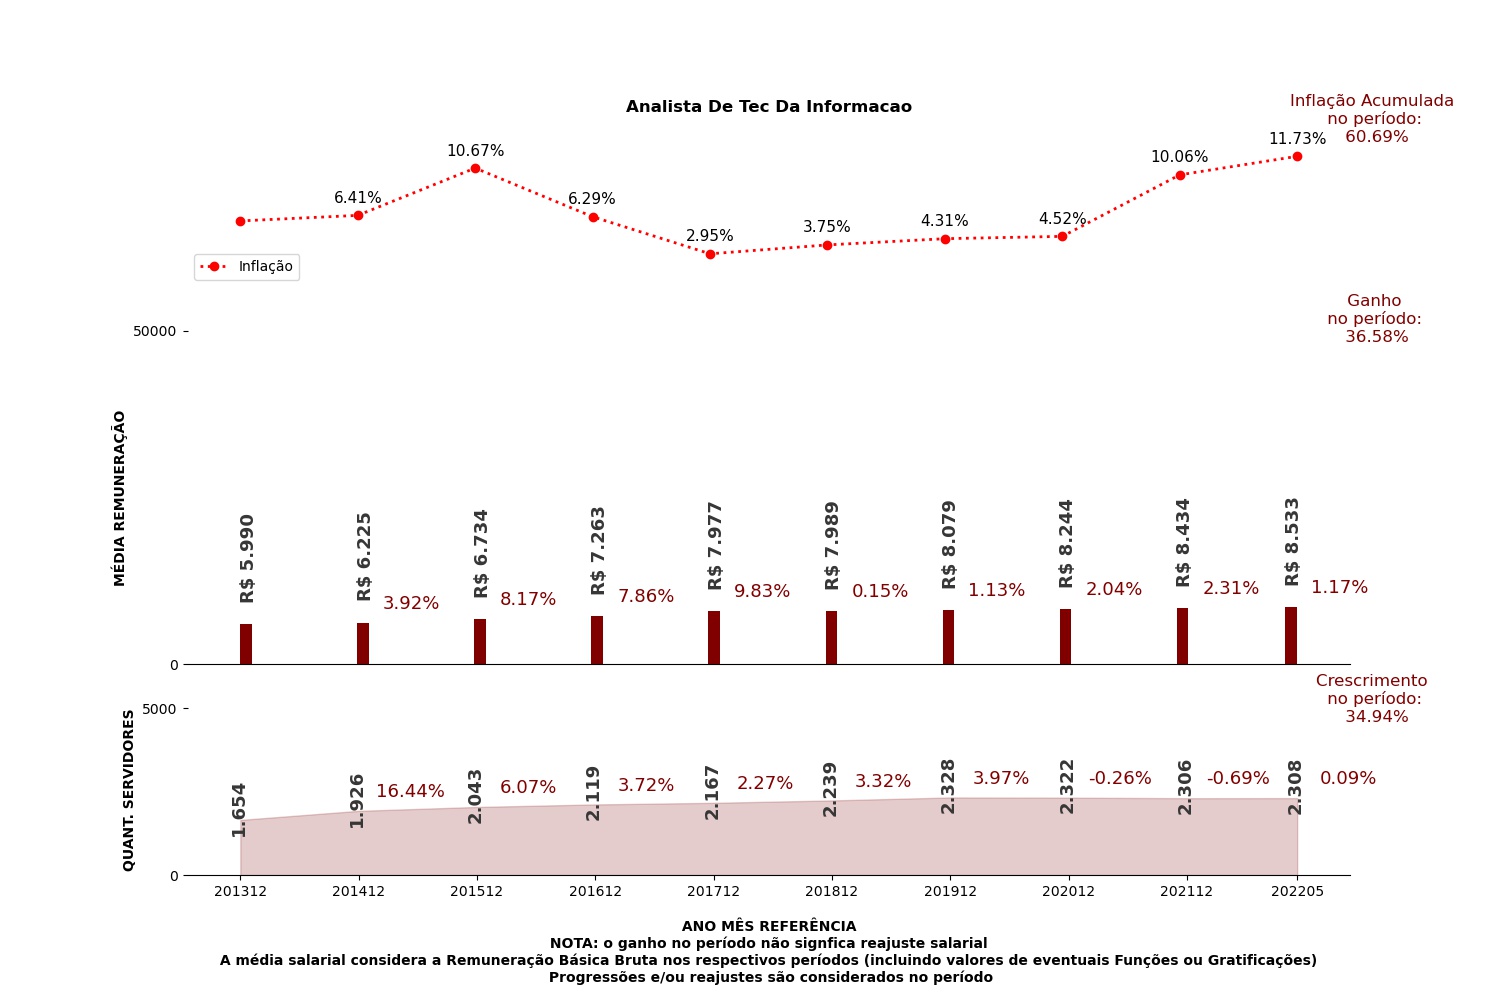 Analista De Tec Da Informacao
Inflação Acumulada
no período:
60.69%
6.41%
10.67%
6.29%
2.95%
3.75%
4.31%
4.52%
10.06%
11.73%
Inflação
Ganho
no período:
36.58%
50000
0
MÉDIA REMUNERAÇÃO
R$ 5.990
R$ 6.225
R$ 6.734
R$ 7.263
R$ 7.977
R$ 7.989
R$ 8.079
R$ 8.244
R$ 8.434
R$ 8.533
3.92%
8.17%
7.86%
9.83%
0.15%
1.13%
2.04%
2.31%
1.17%
Crescrimento
no período:
34.94%
5000
0
QUANT. SERVIDORES
1.654
1.926
2.043
2.119
2.167
2.239
2.328
2.322
2.306
2.308
16.44%
6.07%
3.72%
2.27%
3.32%
3.97%
-0.26%
-0.69%
0.09%
201312
201412
201512
201612
201712
201812
201912
202012
202112
202205
ANO MÊS REFERÊNCIA
NOTA: o ganho no período não signfica reajuste salarial
A média salarial considera a Remuneração Básica Bruta nos respectivos períodos (incluindo valores de eventuais Funções ou Gratificações)
Progressões e/ou reajustes são considerados no período